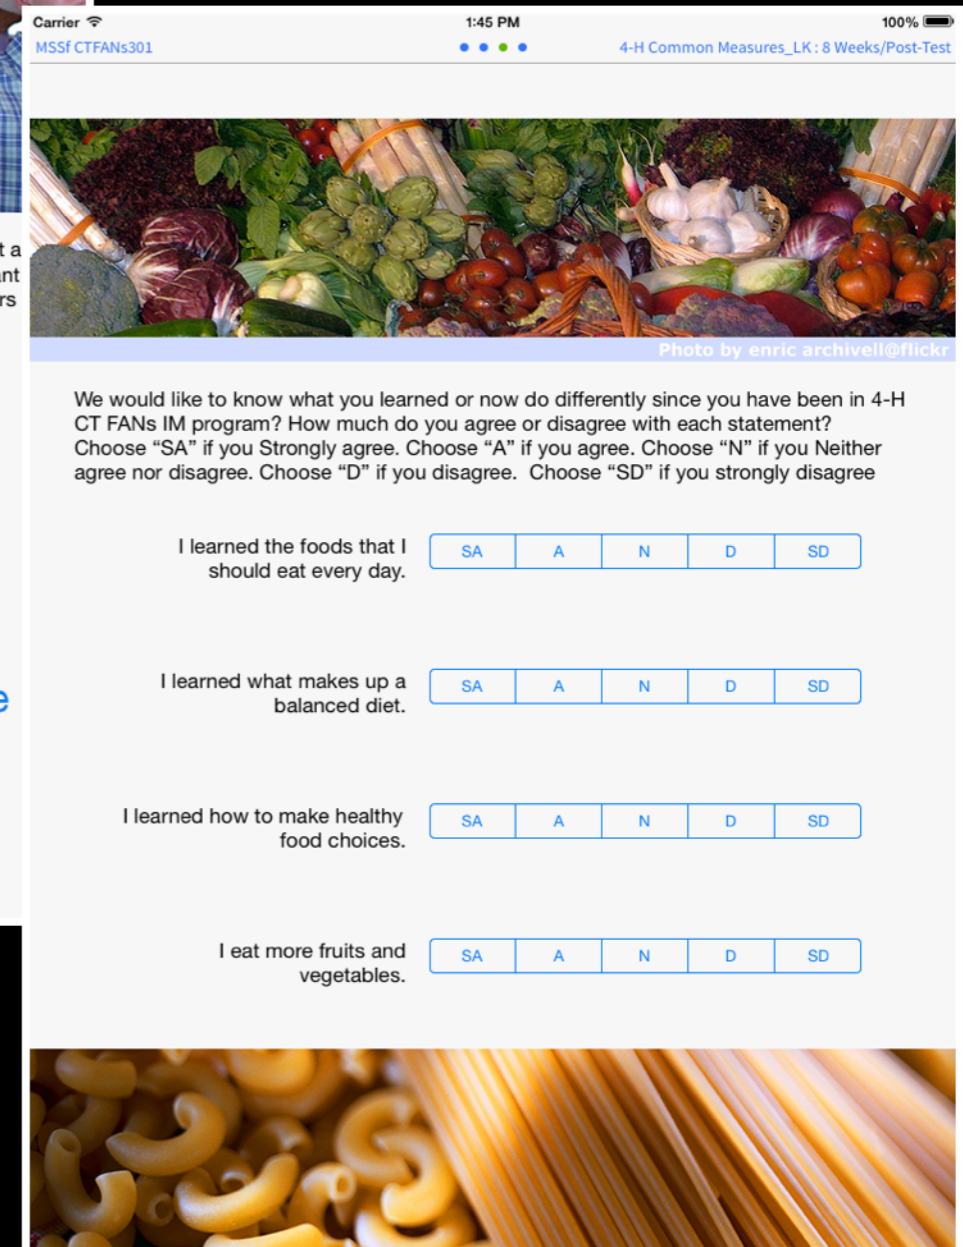 Carrier
1:45 PM
100%
MSSf CTFANs301
4-H Common Measures_LK : 8 Weeks/Post-Test
t a
ant
rs
e
Photo by enric archivell@flickr
We would like to know what you learned or now do differently since you have been in 4-H
CT FANs IM program? How much do you agree or disagree with each statement?
Choose “SA” if you Strongly agree. Choose “A” if you agree. Choose “N” if you Neither
agree nor disagree. Choose “D” if you disagree.  Choose “SD” if you strongly disagree
I learned the foods that I
should eat every day.
SA A N D SD
I learned what makes up a
balanced diet.
SA A N D SD
I learned how to make healthy
food choices.
SA A N D SD
I eat more fruits and
vegetables.
SA A N D SD